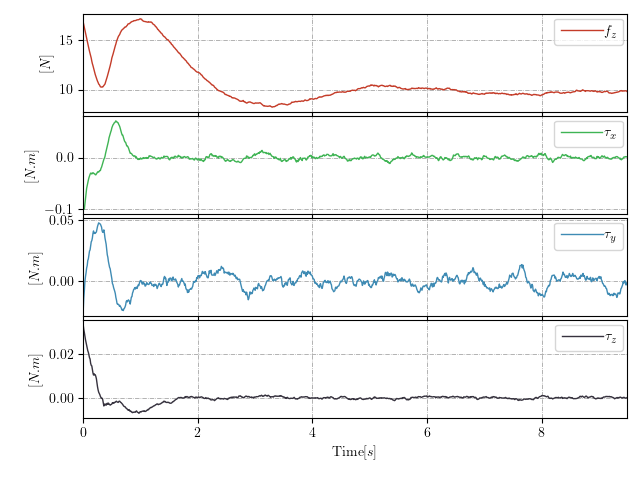 [N]
15
10
f_z
[N.m]
0.0
−0.1
τ_x
[N.m]
0.05
0.00
τ_y
[N.m]
0.02
0.00
τ_z
0 2 4 6 8
Time[s]